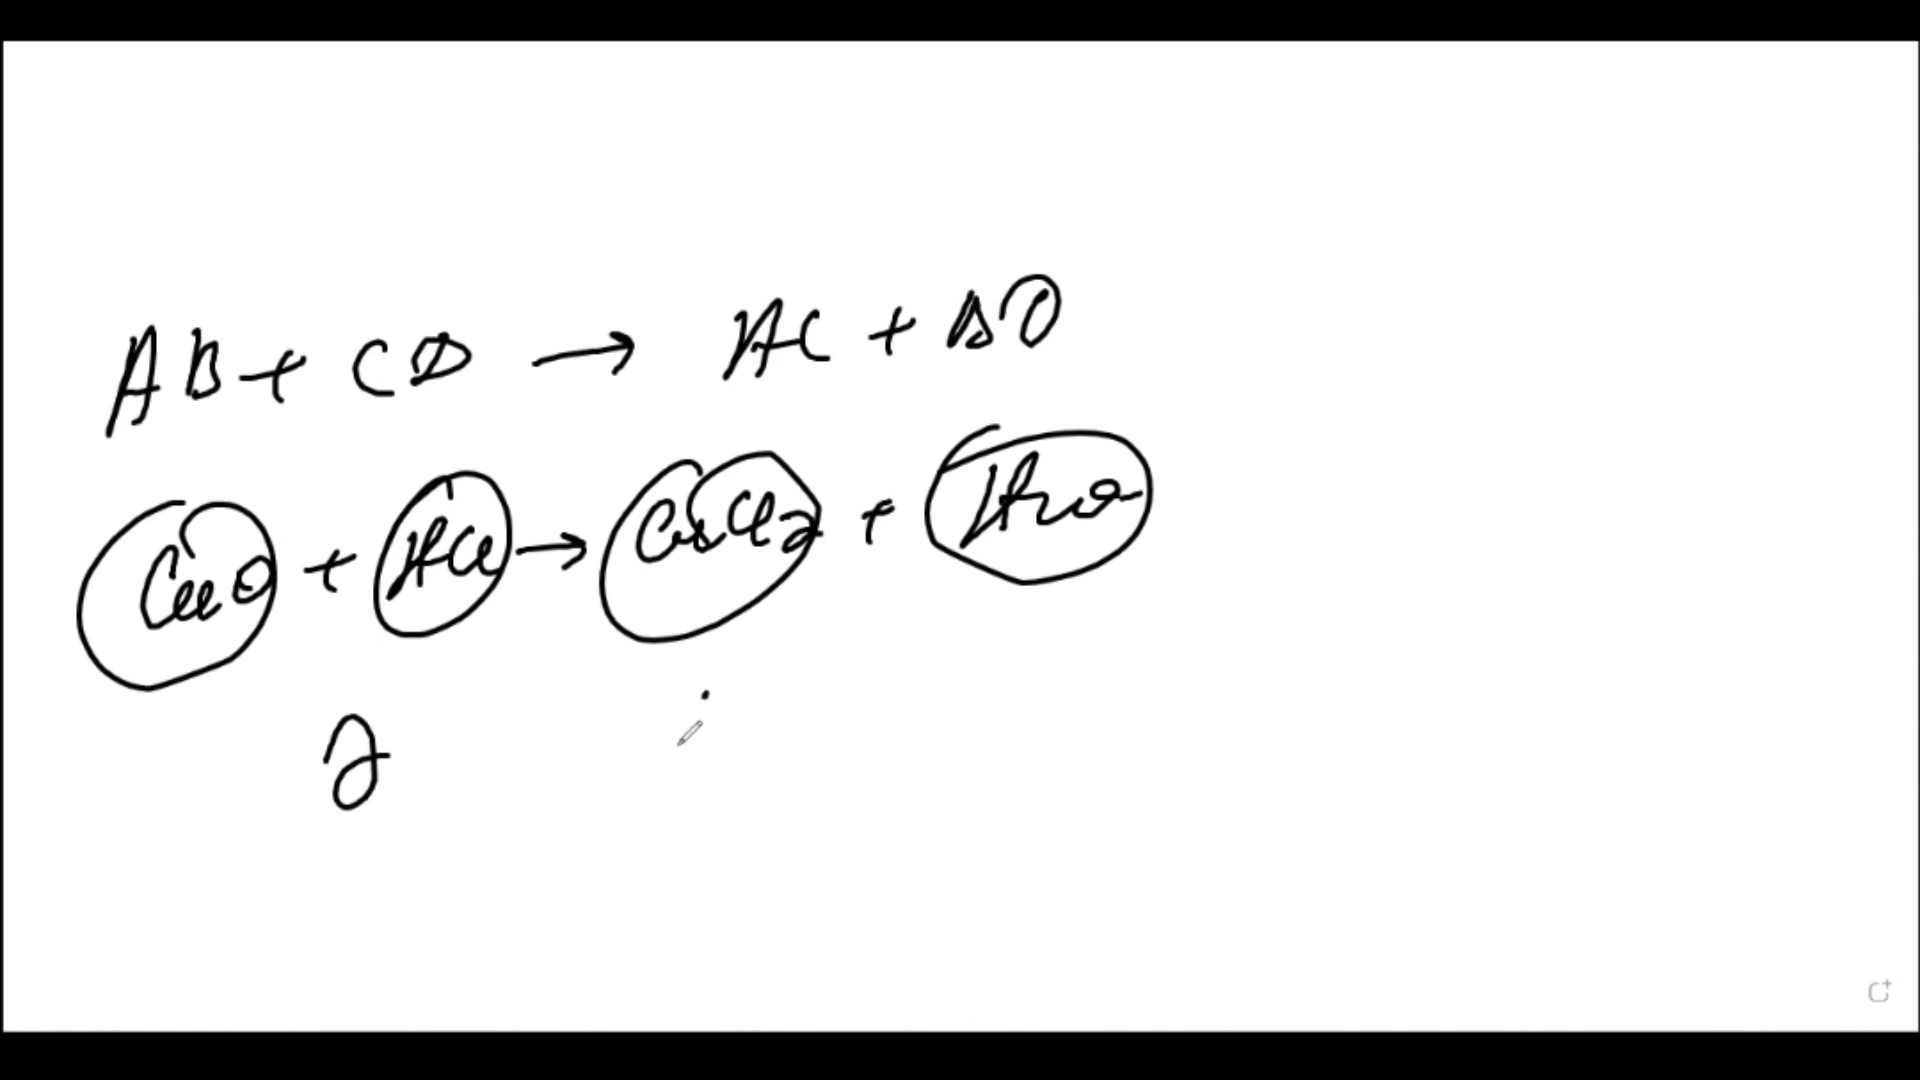 AB + CD → AC + BD
CuO + HCl → CuCl2 + H2O
2